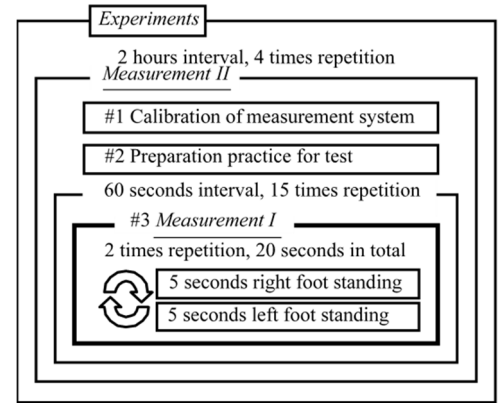 Experiments
2 hours interval, 4 times repetition
Measurement II
#1 Calibration of measurement system
#2 Preparation practice for test
60 seconds interval, 15 times repetition
#3 Measurement I
2 times repetition, 20 seconds in total
5 seconds right foot standing
5 seconds left foot standing